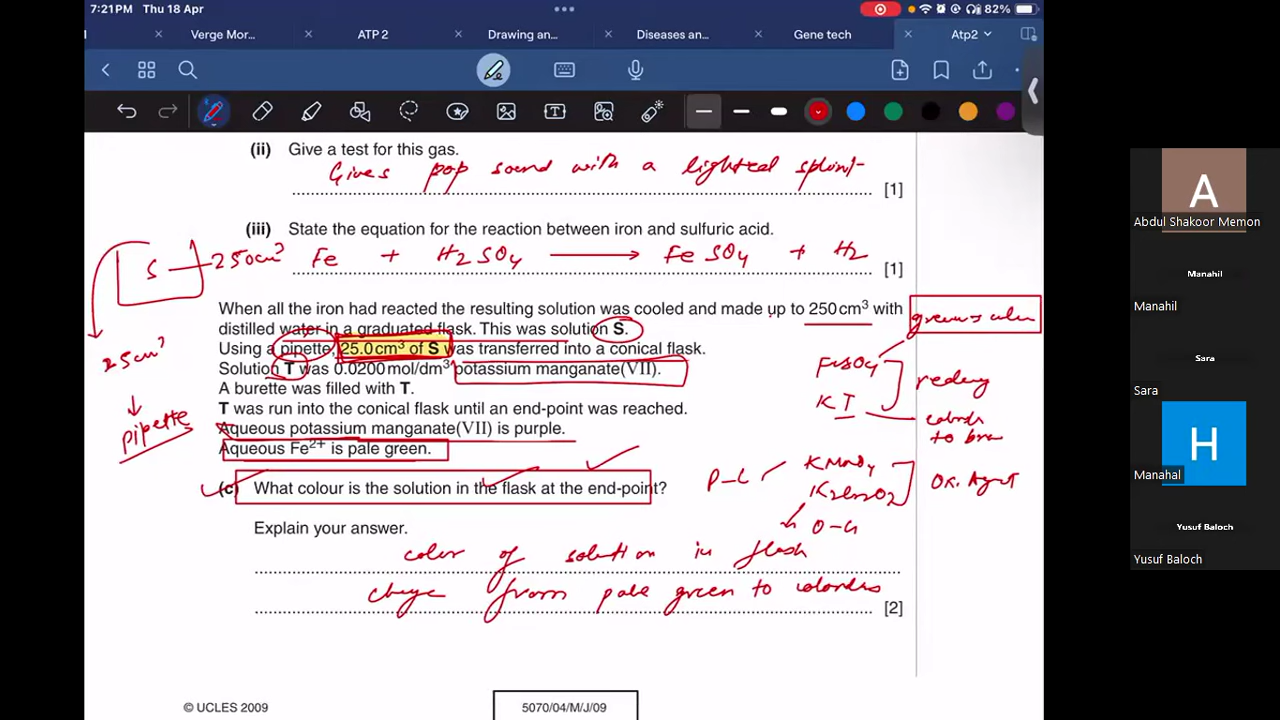 7:21PM Thu 18 Apr
82%
Verge Mor...
ATP 2
Drawing an...
Diseases an...
Gene tech
Atp2
(ii) Give a test for this gas.
Gives pop sound with a lighted splint
[1]
(iii) State the equation for the reaction between iron and sulfuric acid.
Fe + H2SO4 → FeSO4 + H2
[1]
S 250cm3
25cm3
pipette
When all the iron had reacted the resulting solution was cooled and made up to 250 cm3 with
distilled water in a graduated flask. This was solution S.
Using a pipette, 25.0 cm3 of S was transferred into a conical flask.
Solution T was 0.0200 mol/dm3 potassium manganate(VII).
A burette was filled with T.
T was run into the conical flask until an end-point was reached.
Aqueous potassium manganate(VII) is purple.
Aqueous Fe2+ is pale green.
FeSO4
KI
P-C
KMnO4
O-G
OX. Agent
(c) What colour is the solution in the flask at the end-point?
Explain your answer.
color of solution in flask
change from pale green to colorless
[2]
© UCLES 2009
5070/04/M/J/09
A
Abdul Shakoor Memon
Manahil
Manahil
Sara
Sara
H
Manahal
Yusuf Baloch
Yusuf Baloch